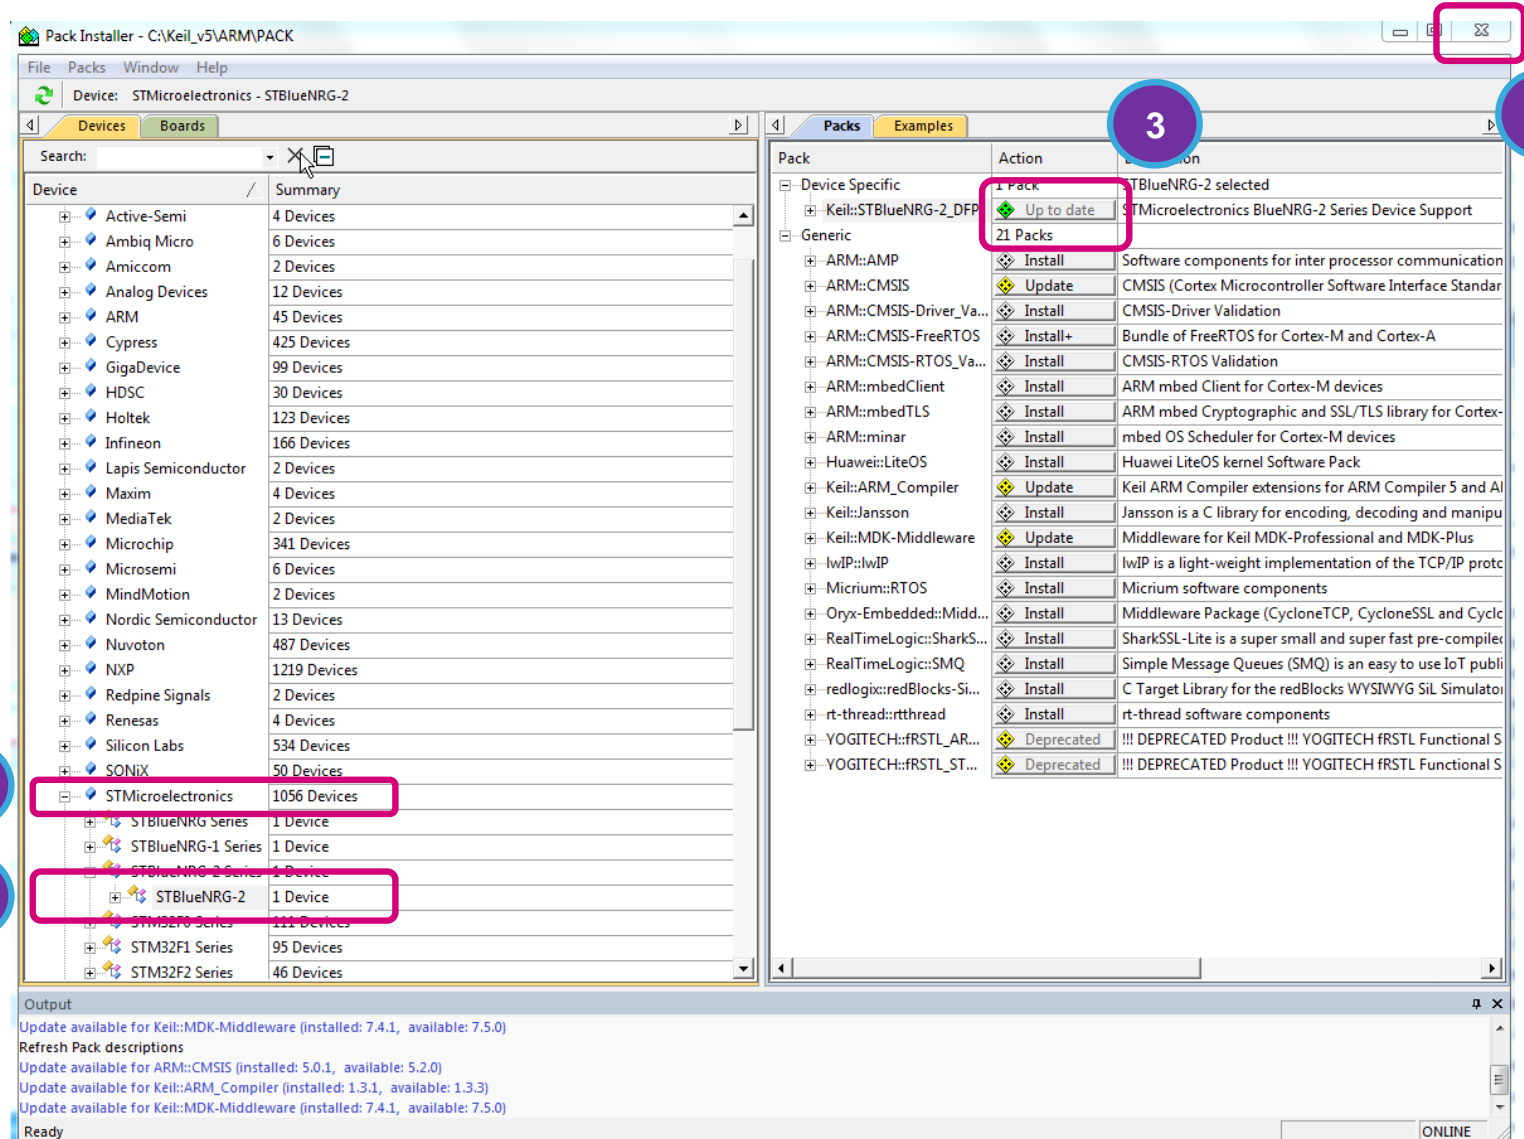 Pack Installer - C:\Keil_v5\ARM\PACK
File Packs Window Help
Device: STMicroelectronics - STBlueNRG-2
Devices Boards
Search:
Device Summary
Active-Semi 4 Devices
Ambiq Micro 6 Devices
Amiccom 2 Devices
Analog Devices 12 Devices
ARM 45 Devices
Cypress 425 Devices
GigaDevice 99 Devices
HDSC 30 Devices
Holtek 123 Devices
Infineon 166 Devices
Lapis Semiconductor 2 Devices
Maxim 4 Devices
MediaTek 2 Devices
Microchip 341 Devices
Microsemi 6 Devices
MindMotion 2 Devices
Nordic Semiconductor 13 Devices
Nuvoton 487 Devices
NXP 1219 Devices
Redpine Signals 2 Devices
Renesas 4 Devices
Silicon Labs 534 Devices
SONiX 50 Devices
STMicroelectronics 1056 Devices
STBlueNRG Series 1 Device
STBlueNRG-1 Series 1 Device
STBlueNRG-2 Series 1 Device
STBlueNRG-2 1 Device
STM32F0 Series 111 Devices
STM32F1 Series 95 Devices
STM32F2 Series 46 Devices
3
Packs Examples
Pack Action
Device Specific 1 Pack STBlueNRG-2 selected
Keil::STBlueNRG-2_DFP Up to date STMicroelectronics BlueNRG-2 Series Device Support
Generic 21 Packs
ARM::AMP Install Software components for inter processor communication
ARM::CMSIS Update CMSIS (Cortex Microcontroller Software Interface Standar
ARM::CMSIS-Driver_Va... Install CMSIS-Driver Validation
ARM::CMSIS-FreeRTOS Install+ Bundle of FreeRTOS for Cortex-M and Cortex-A
ARM::CMSIS-RTOS_Va... Install CMSIS-RTOS Validation
ARM::mbedClient Install ARM mbed Client for Cortex-M devices
ARM::mbedTLS Install ARM mbed Cryptographic and SSL/TLS library for Cortex-
ARM::minar Install mbed OS Scheduler for Cortex-M devices
Huawei::LiteOS Install Huawei LiteOS kernel Software Pack
Keil::ARM_Compiler Update Keil ARM Compiler extensions for ARM Compiler 5 and
Keil::Jansson Install Jansson is a C library for encoding, decoding and manipu
Keil::MDK-Middleware Update Middleware for Keil MDK-Professional and MDK-Plus
lwIP::lwIP Install lwIP is a light-weight implementation of the TCP/IP protc
Micrium::RTOS Install Micrium software components
Oryx-Embedded::Midd... Install Middleware Package (CycloneTCP, CycloneSSL and Cyclc
RealTimeLogic::SharkS... Install SharkSSL-Lite is a super small and super fast pre-compile
RealTimeLogic::SMQ Install Simple Message Queues (SMQ) is an easy to use IoT publi
redlogix::redBlocks-Si... Install C Target Library for the redBlocks WYSIWYG SiL Simulato
rt-thread::rtthread Install rt-thread software components
YOGITECH::fRSTL_AR... Deprecated !!! DEPRECATED Product !!! YOGITECH fRSTL Functional S
YOGITECH::fRSTL_ST... Deprecated !!! DEPRECATED Product !!! YOGITECH fRSTL Functional S
Output
Update available for Keil::MDK-Middleware (installed: 7.4.1, available: 7.5.0)
Refresh Pack descriptions
Update available for ARM::CMSIS (installed: 5.0.1, available: 5.2.0)
Update available for Keil::ARM_Compiler (installed: 1.3.1, available: 1.3.3)
Update available for Keil::MDK-Middleware (installed: 7.4.1, available: 7.5.0)
Ready ONLINE